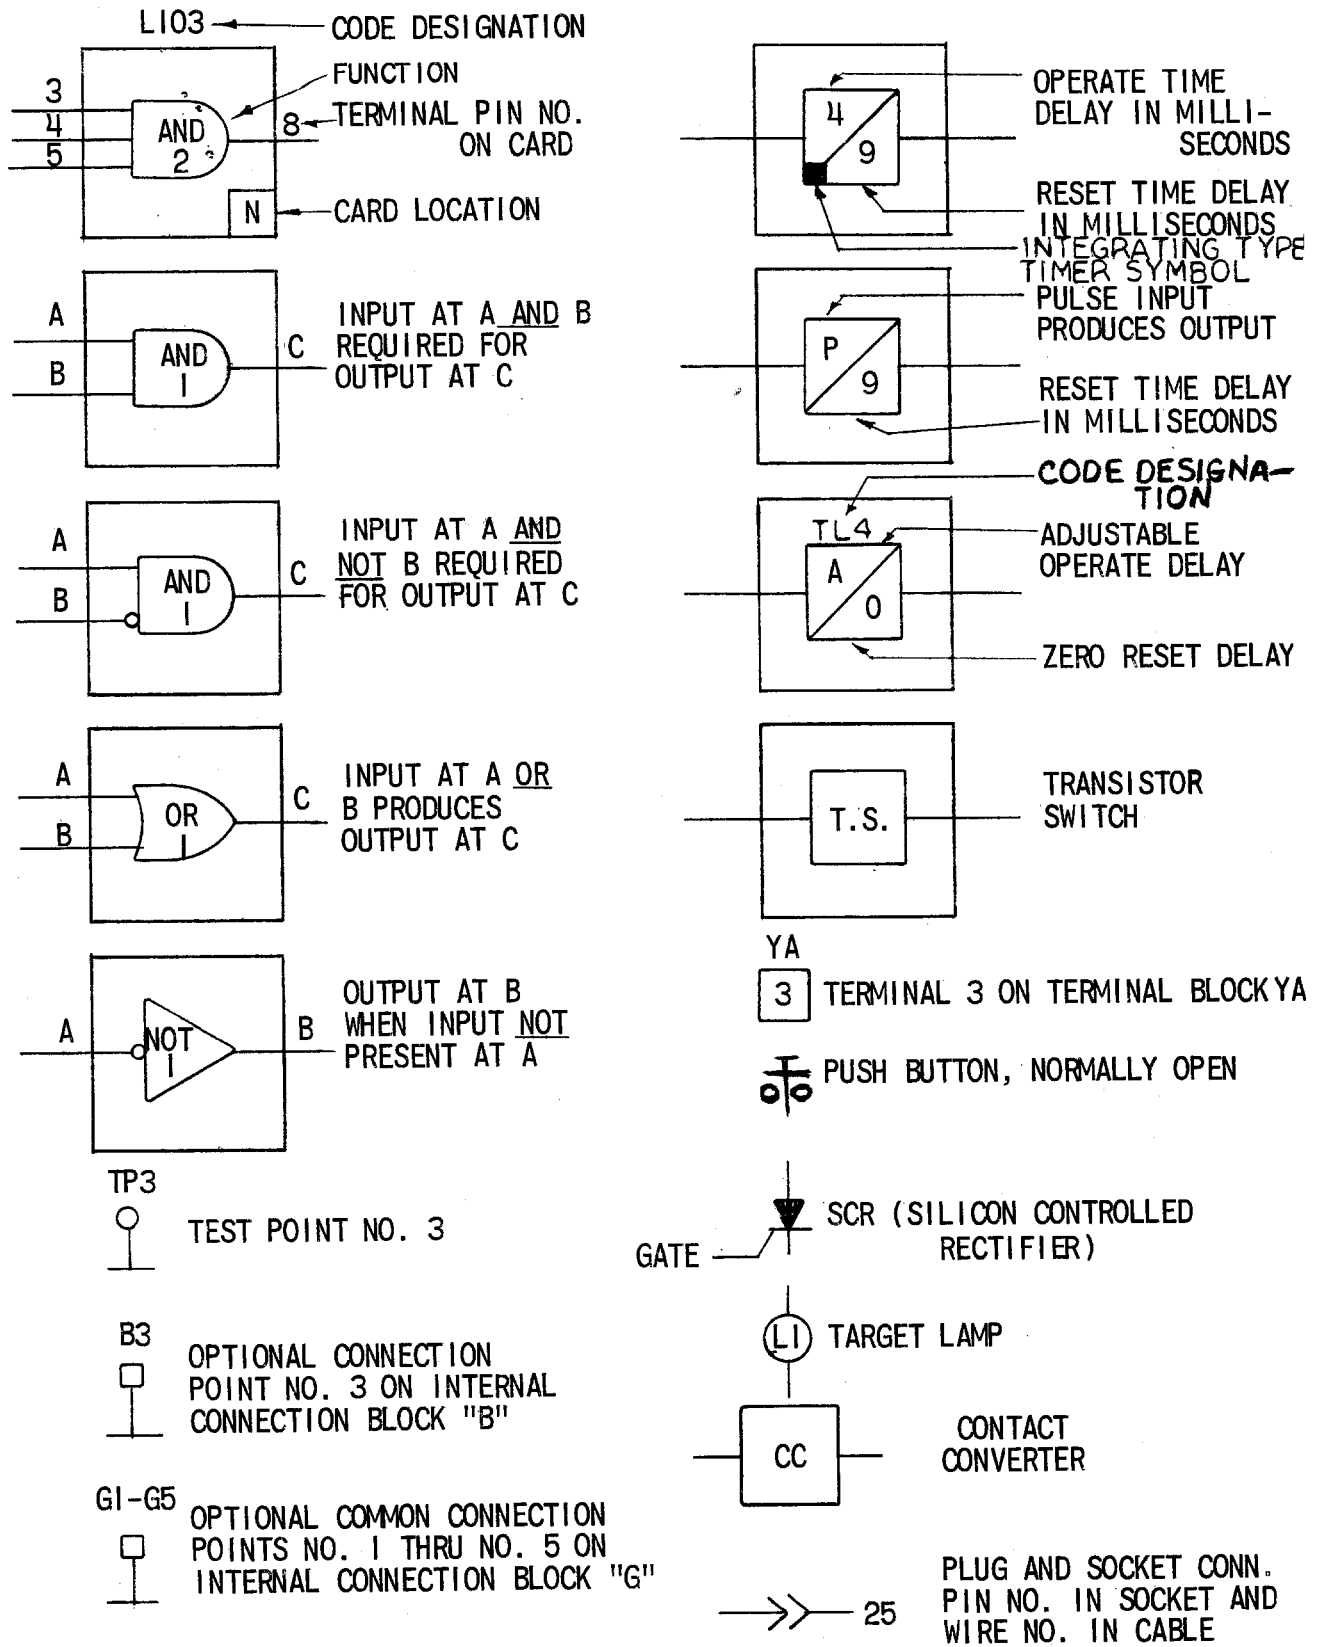 L103
CODE DESIGNATION
FUNCTION
3
4
5
AND
2
8
TERMINAL PIN NO.
ON CARD
N
CARD LOCATION
A
B
AND
1
C
INPUT AT A AND B
REQUIRED FOR
OUTPUT AT C
A
B
AND
1
C
INPUT AT A AND
NOT B REQUIRED
FOR OUTPUT AT C
A
B
OR
1
C
INPUT AT A OR
B PRODUCES
OUTPUT AT C
A
NOT
1
B
OUTPUT AT B
WHEN INPUT NOT
PRESENT AT A
TP3
TEST POINT NO. 3
B3
OPTIONAL CONNECTION
POINT NO. 3 ON INTERNAL
CONNECTION BLOCK "B"
G1-G5
OPTIONAL COMMON CONNECTION
POINTS NO. 1 THRU NO. 5 ON
INTERNAL CONNECTION BLOCK "G"
4
9
OPERATE TIME
DELAY IN MILLI-
SECONDS
RESET TIME DELAY
IN MILLISECONDS
INTEGRATING TYPE
TIMER SYMBOL
P
9
PULSE INPUT
PRODUCES OUTPUT
RESET TIME DELAY
IN MILLISECONDS
CODE DESIGNA-
TION
TL4
A
0
ADJUSTABLE
OPERATE DELAY
ZERO RESET DELAY
T.S.
TRANSISTOR
SWITCH
YA
3
TERMINAL 3 ON TERMINAL BLOCK YA
PUSH BUTTON, NORMALLY OPEN
GATE
SCR (SILICON CONTROLLED
RECTIFIER)
L1
TARGET LAMP
CC
CONTACT
CONVERTER
25
PLUG AND SOCKET CONN.
PIN NO. IN SOCKET AND
WIRE NO. IN CABLE